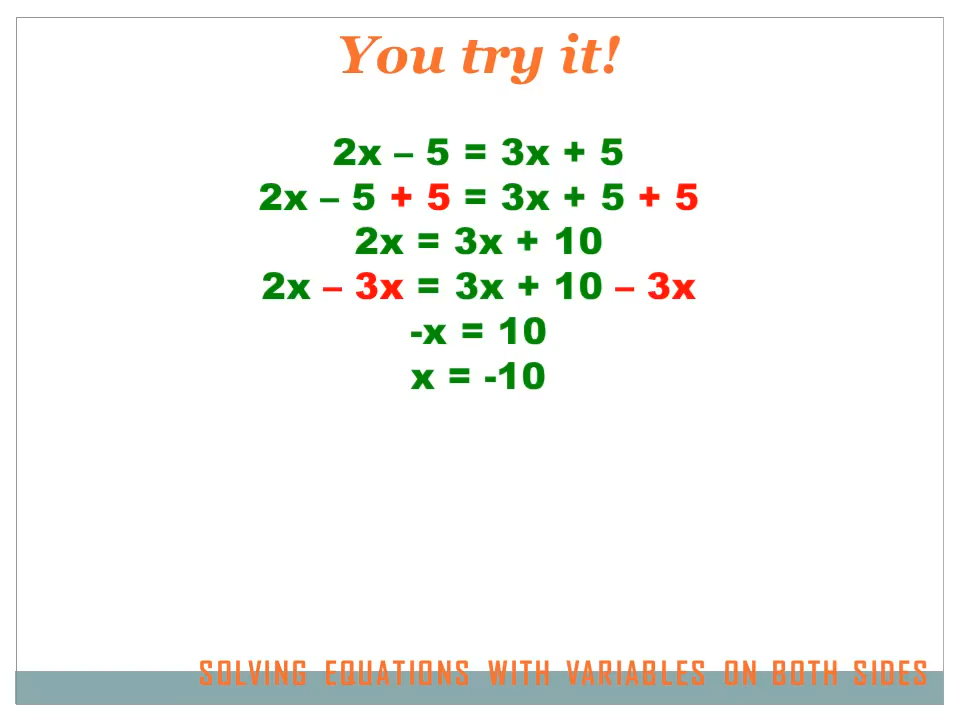 You try it!
2x – 5 = 3x + 5
2x – 5 + 5 = 3x + 5 + 5
2x = 3x + 10
2x – 3x = 3x + 10 – 3x
-x = 10
x = -10
SOLVING EQUATIONS WITH VARIABLES ON BOTH SIDES